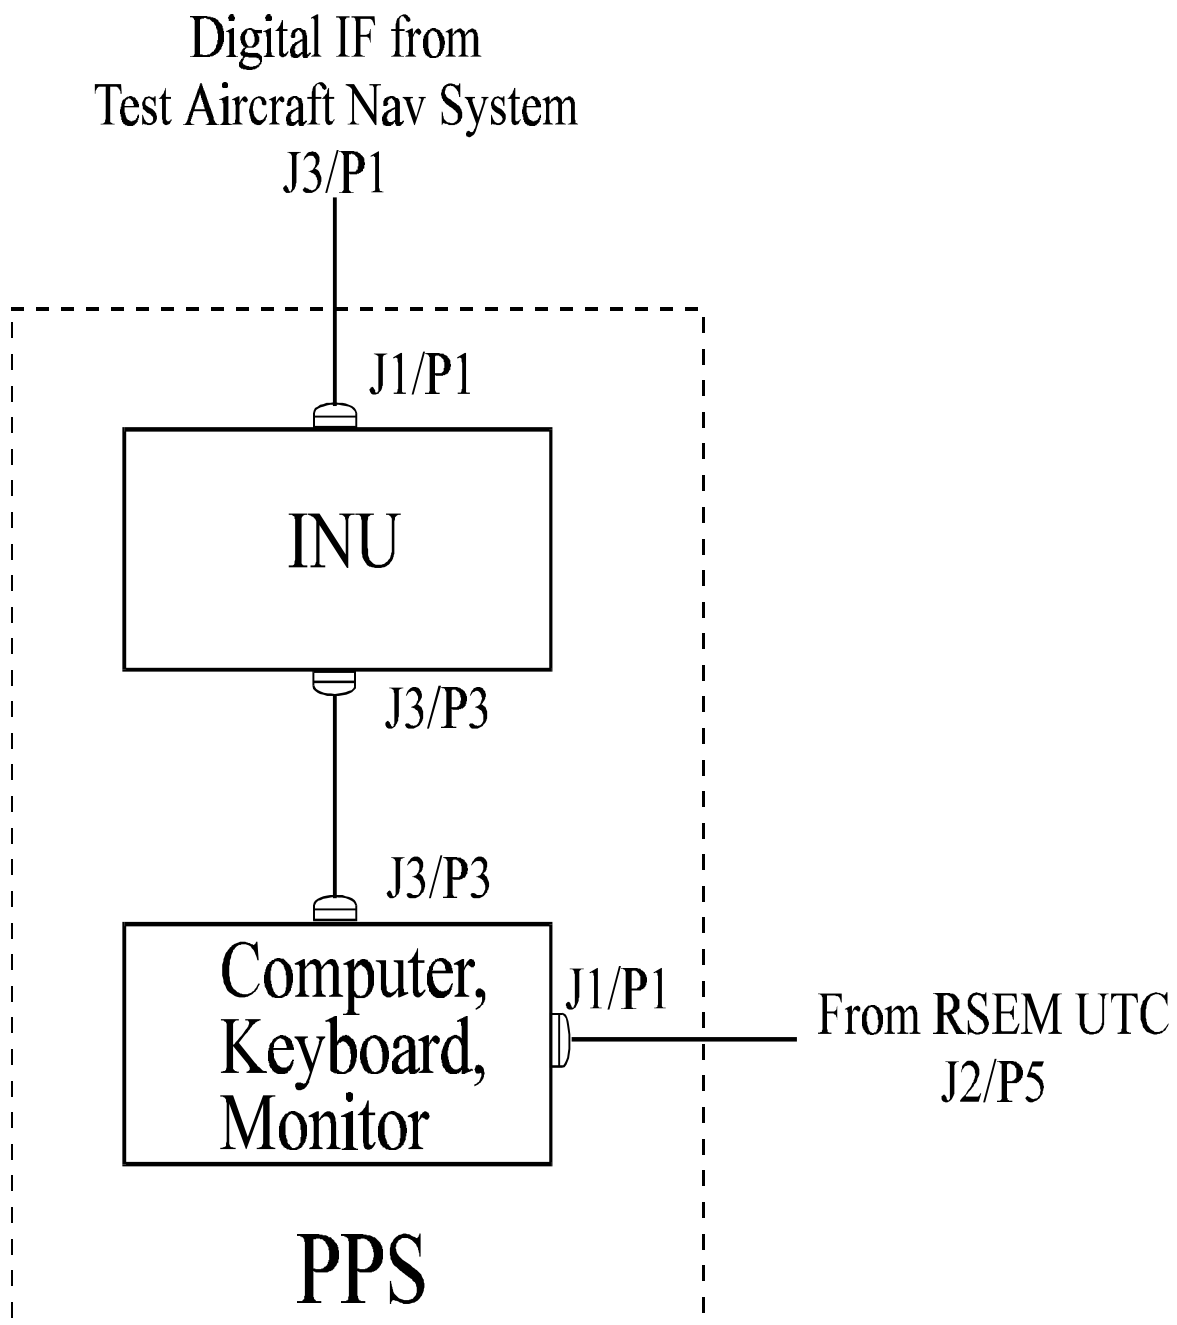 Digital IF from
Test Aircraft Nav System
J3/P1
J1/P1
INU
J3/P3
J3/P3
Computer,
Keyboard,
Monitor
J1/P1
From RSEM UTC
J2/P5
PPS